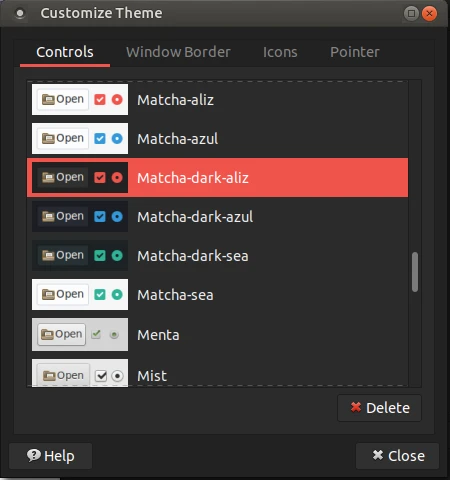 Customize Theme
Controls Window Border Icons Pointer
Open Matcha-aliz
Open Matcha-azul
Open Matcha-dark-aliz
Open Matcha-dark-azul
Open Matcha-dark-sea
Open Matcha-sea
Open Menta
Open Mist
Delete
Help Close